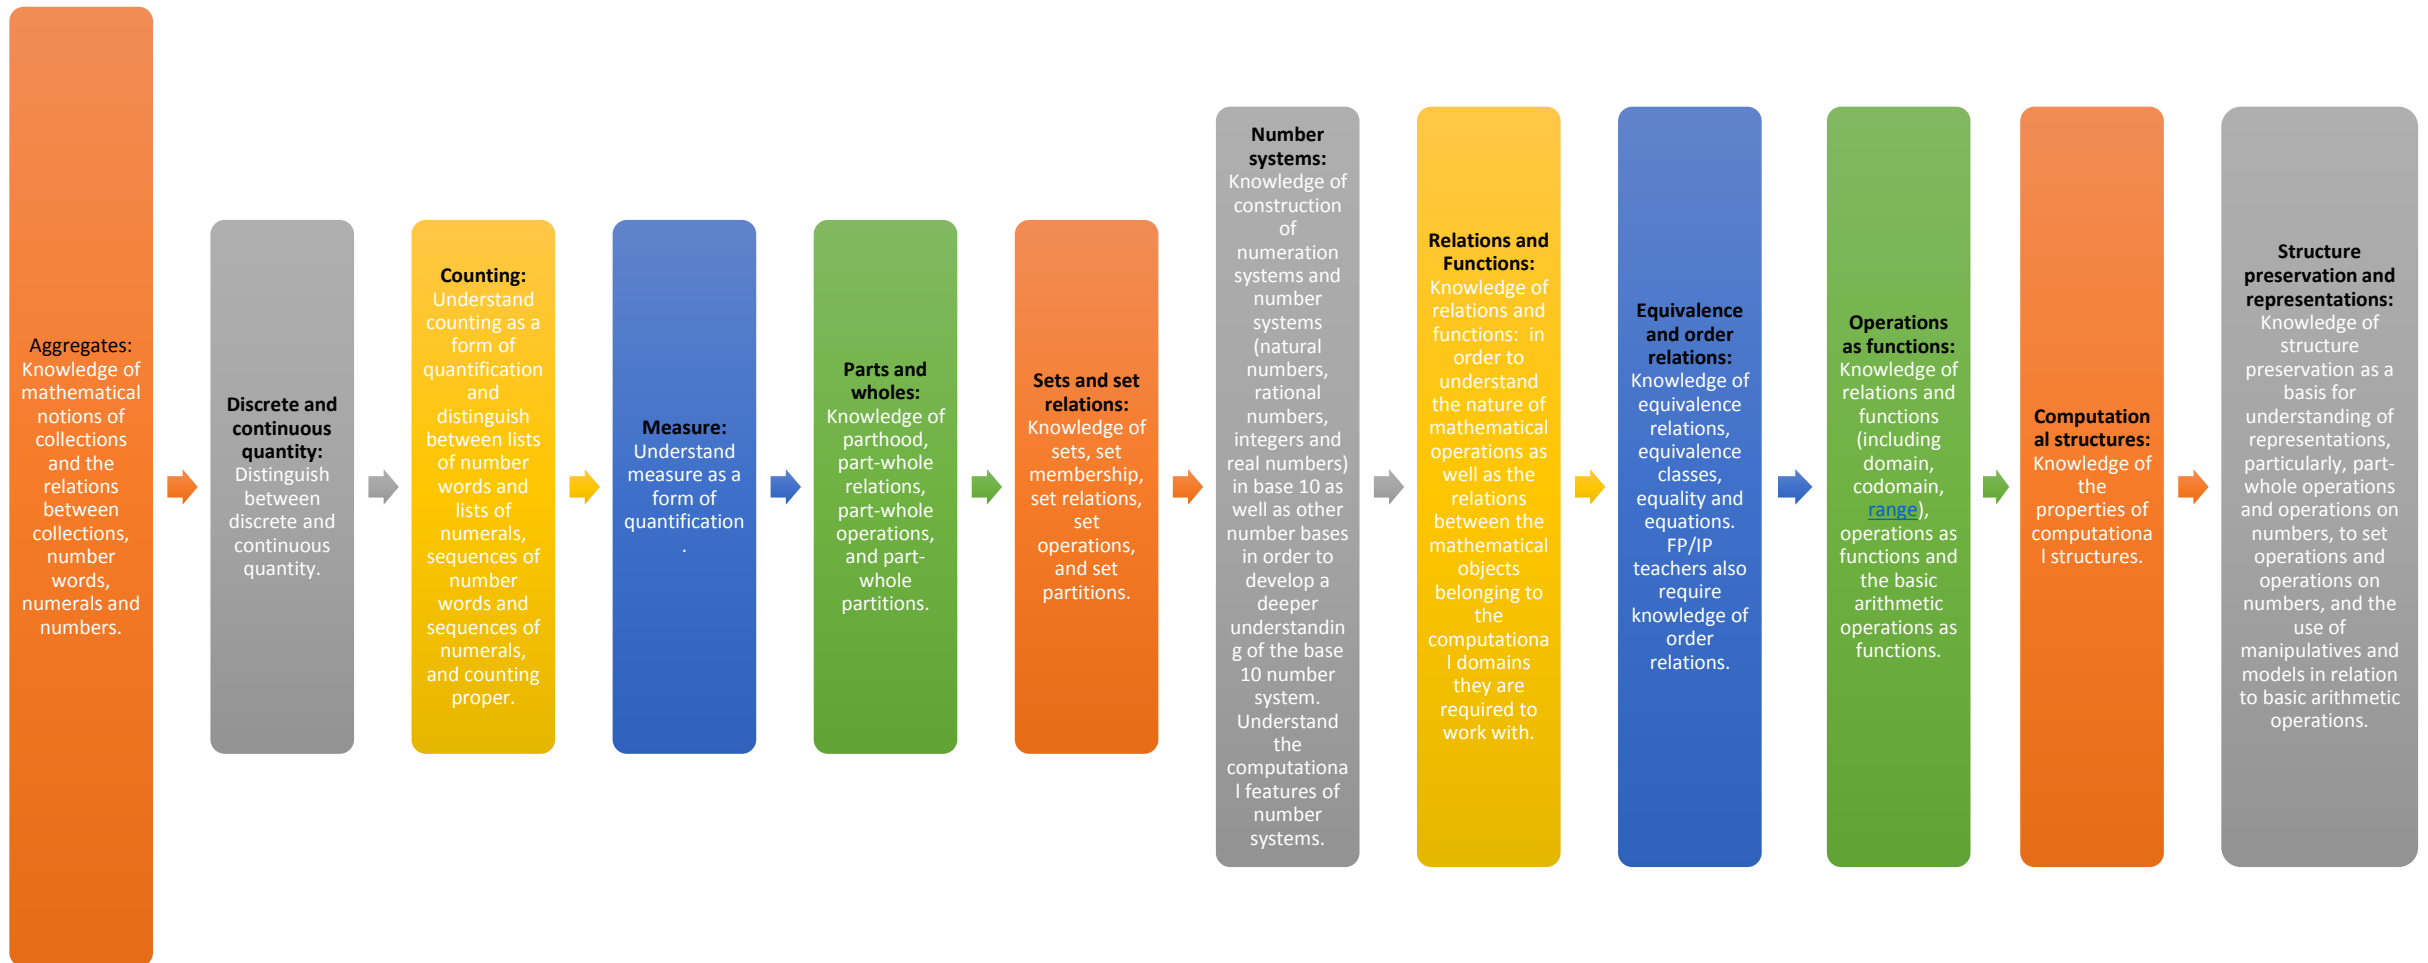 Aggregates:
Knowledge of
mathematical
notions of
collections
and the
relations
between
collections,
number
words,
numerals and
numbers.
Discrete and
continuous
quantity:
Distinguish
between
discrete and
continuous
quantity.
Counting:
Understand
counting as a
form of
quantification
and
distinguish
between lists
of number
words and
lists of
numerals,
sequences of
number
words and
sequences of
numerals,
and counting
proper.
Measure:
Understand
measure as a
form of
quantification
.
Parts and
wholes:
Knowledge of
parthood,
part-whole
relations,
part-whole
operations,
and part-
whole
partitions.
Sets and set
relations:
Knowledge of
sets, set
membership,
set relations,
set
operations,
and set
partitions.
Number
systems:
Knowledge of
construction
of
numeration
systems and
number
systems
(natural
numbers,
rational
numbers,
integers and
real numbers)
in base 10 as
well as other
number bases
in order to
develop a
deeper
understandin
g of the base
10 number
system.
Understand
the
computationa
l features of
number
systems.
Relations and
Functions:
Knowledge of
relations and
functions:  in
order to
understand
the nature of
mathematical
operations as
well as the
relations
between the
mathematical
objects
belonging to
the
computationa
l domains
they are
required to
work with.
Equivalence
and order
relations:
Knowledge of
equivalence
relations,
equivalence
classes,
equality and
equations.
FP/IP
teachers also
require
knowledge of
order
relations.
Operations
as functions:
Knowledge of
relations and
functions
(including
domain,
codomain,
range),
operations as
functions and
the basic
arithmetic
operations as
functions.
Computation
al structures:
Knowledge of
the
properties of
computationa
l structures.
Structure
preservation and
representations:
Knowledge of
structure
preservation as a
basis for
understanding of
representations,
particularly, part-
whole operations
and operations on
numbers, to set
operations and
operations on
numbers, and the
use of
manipulatives and
models in relation
to basic arithmetic
operations.